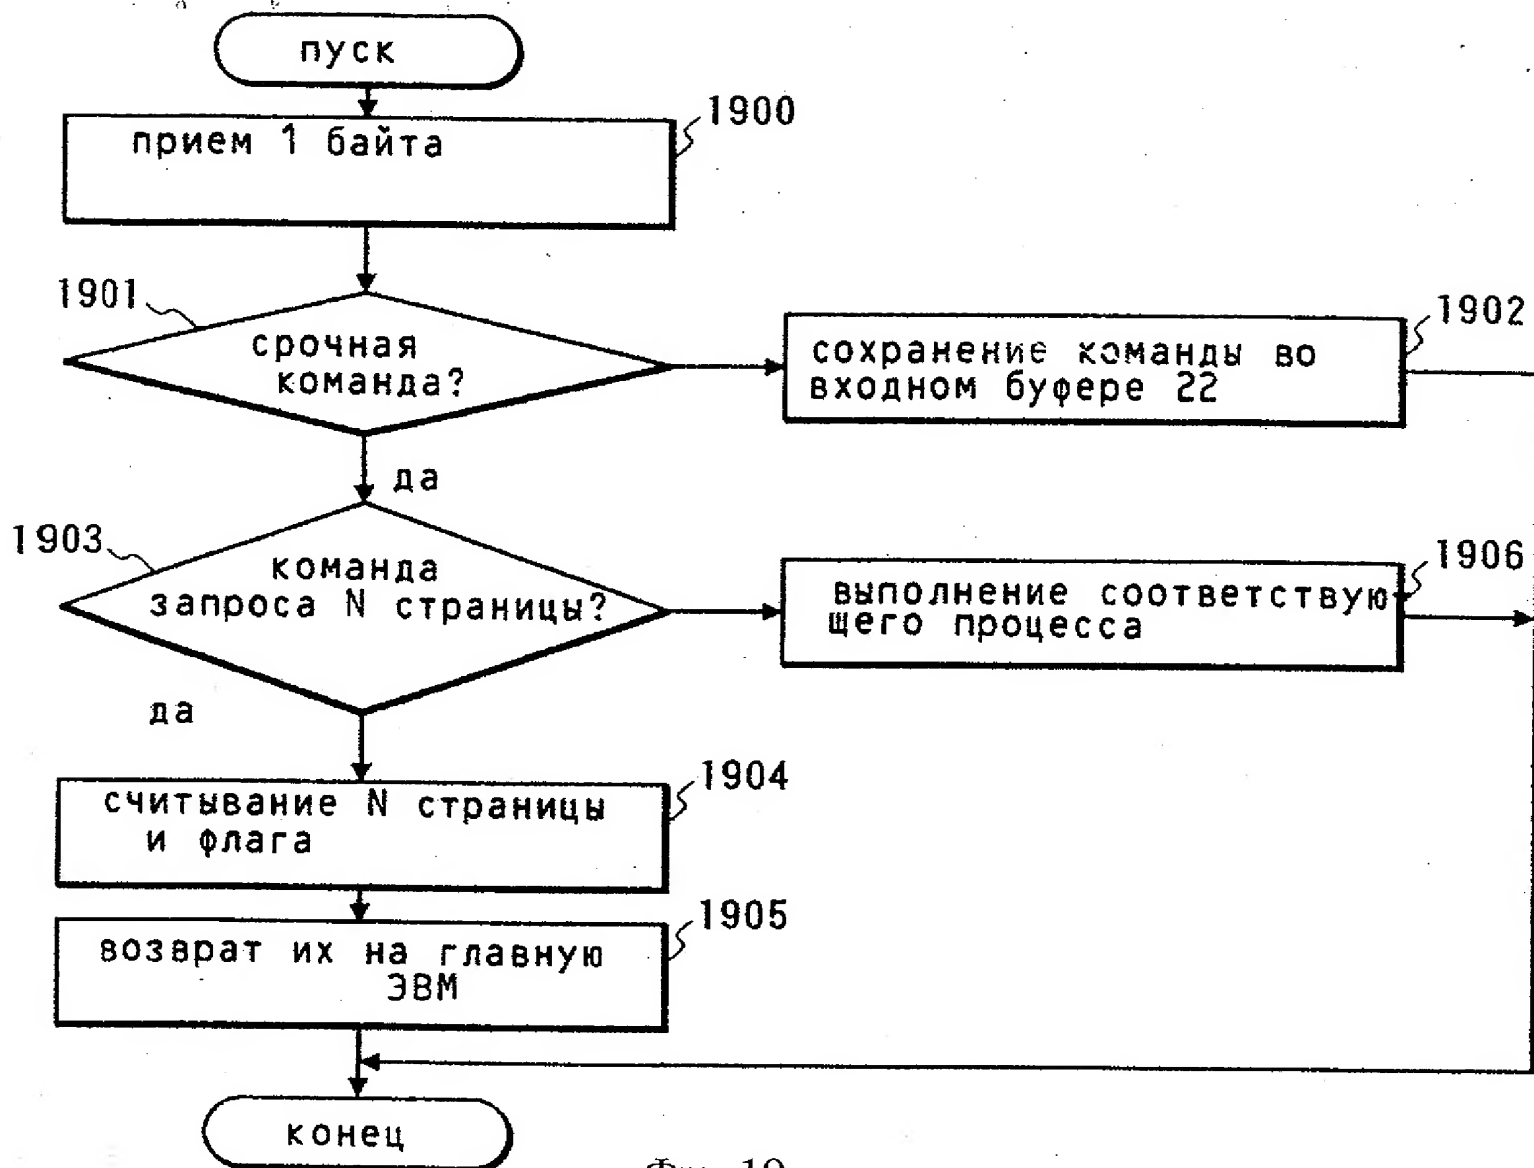 пуск
1900
прием 1 байта
1901
срочная
команда?
1902
сохранение команды во
входном буфере 22
да
1903
команда
запроса N страницы?
1906
выполнение соответствую
щего процесса
да
1904
считывание N страницы
и флага
1905
возврат их на главную
ЭВМ
конец